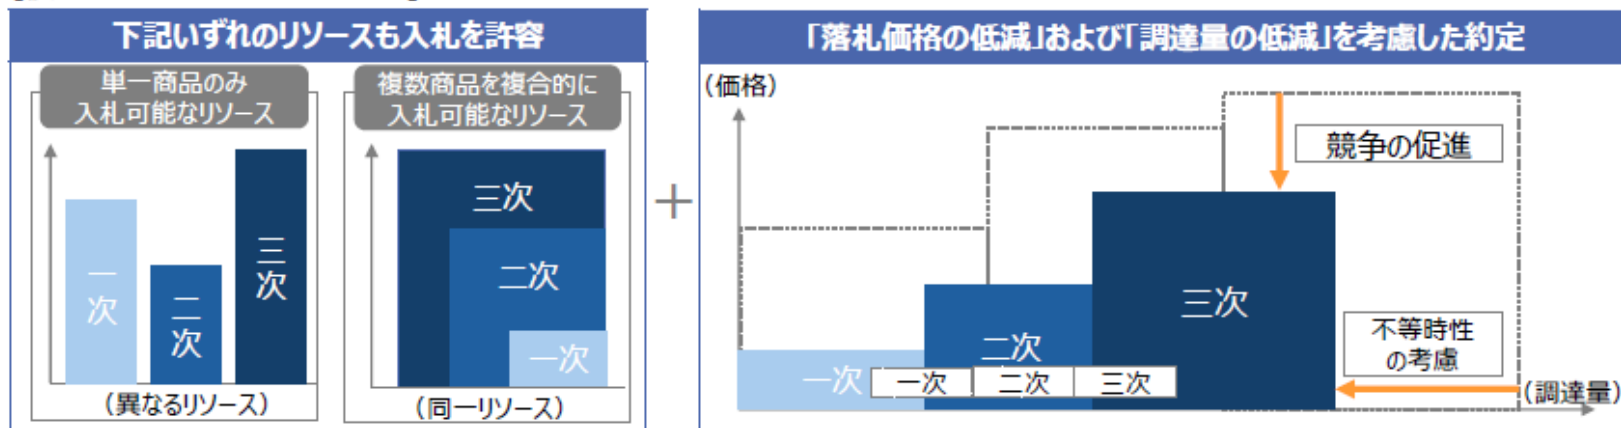 下記いずれのリソースも入札を許容
単一商品のみ
入札可能なリソース
一次
二次
三次
(異なるリソース)
複数商品を複合的に
入札可能なリソース
三次
二次
一次
(同一リソース)
＋
「落札価格の低減」および「調達量の低減」を考慮した約定
(価格)
競争の促進
三次
二次
一次
一次
二次
三次
不等時性
の考慮
(調達量)